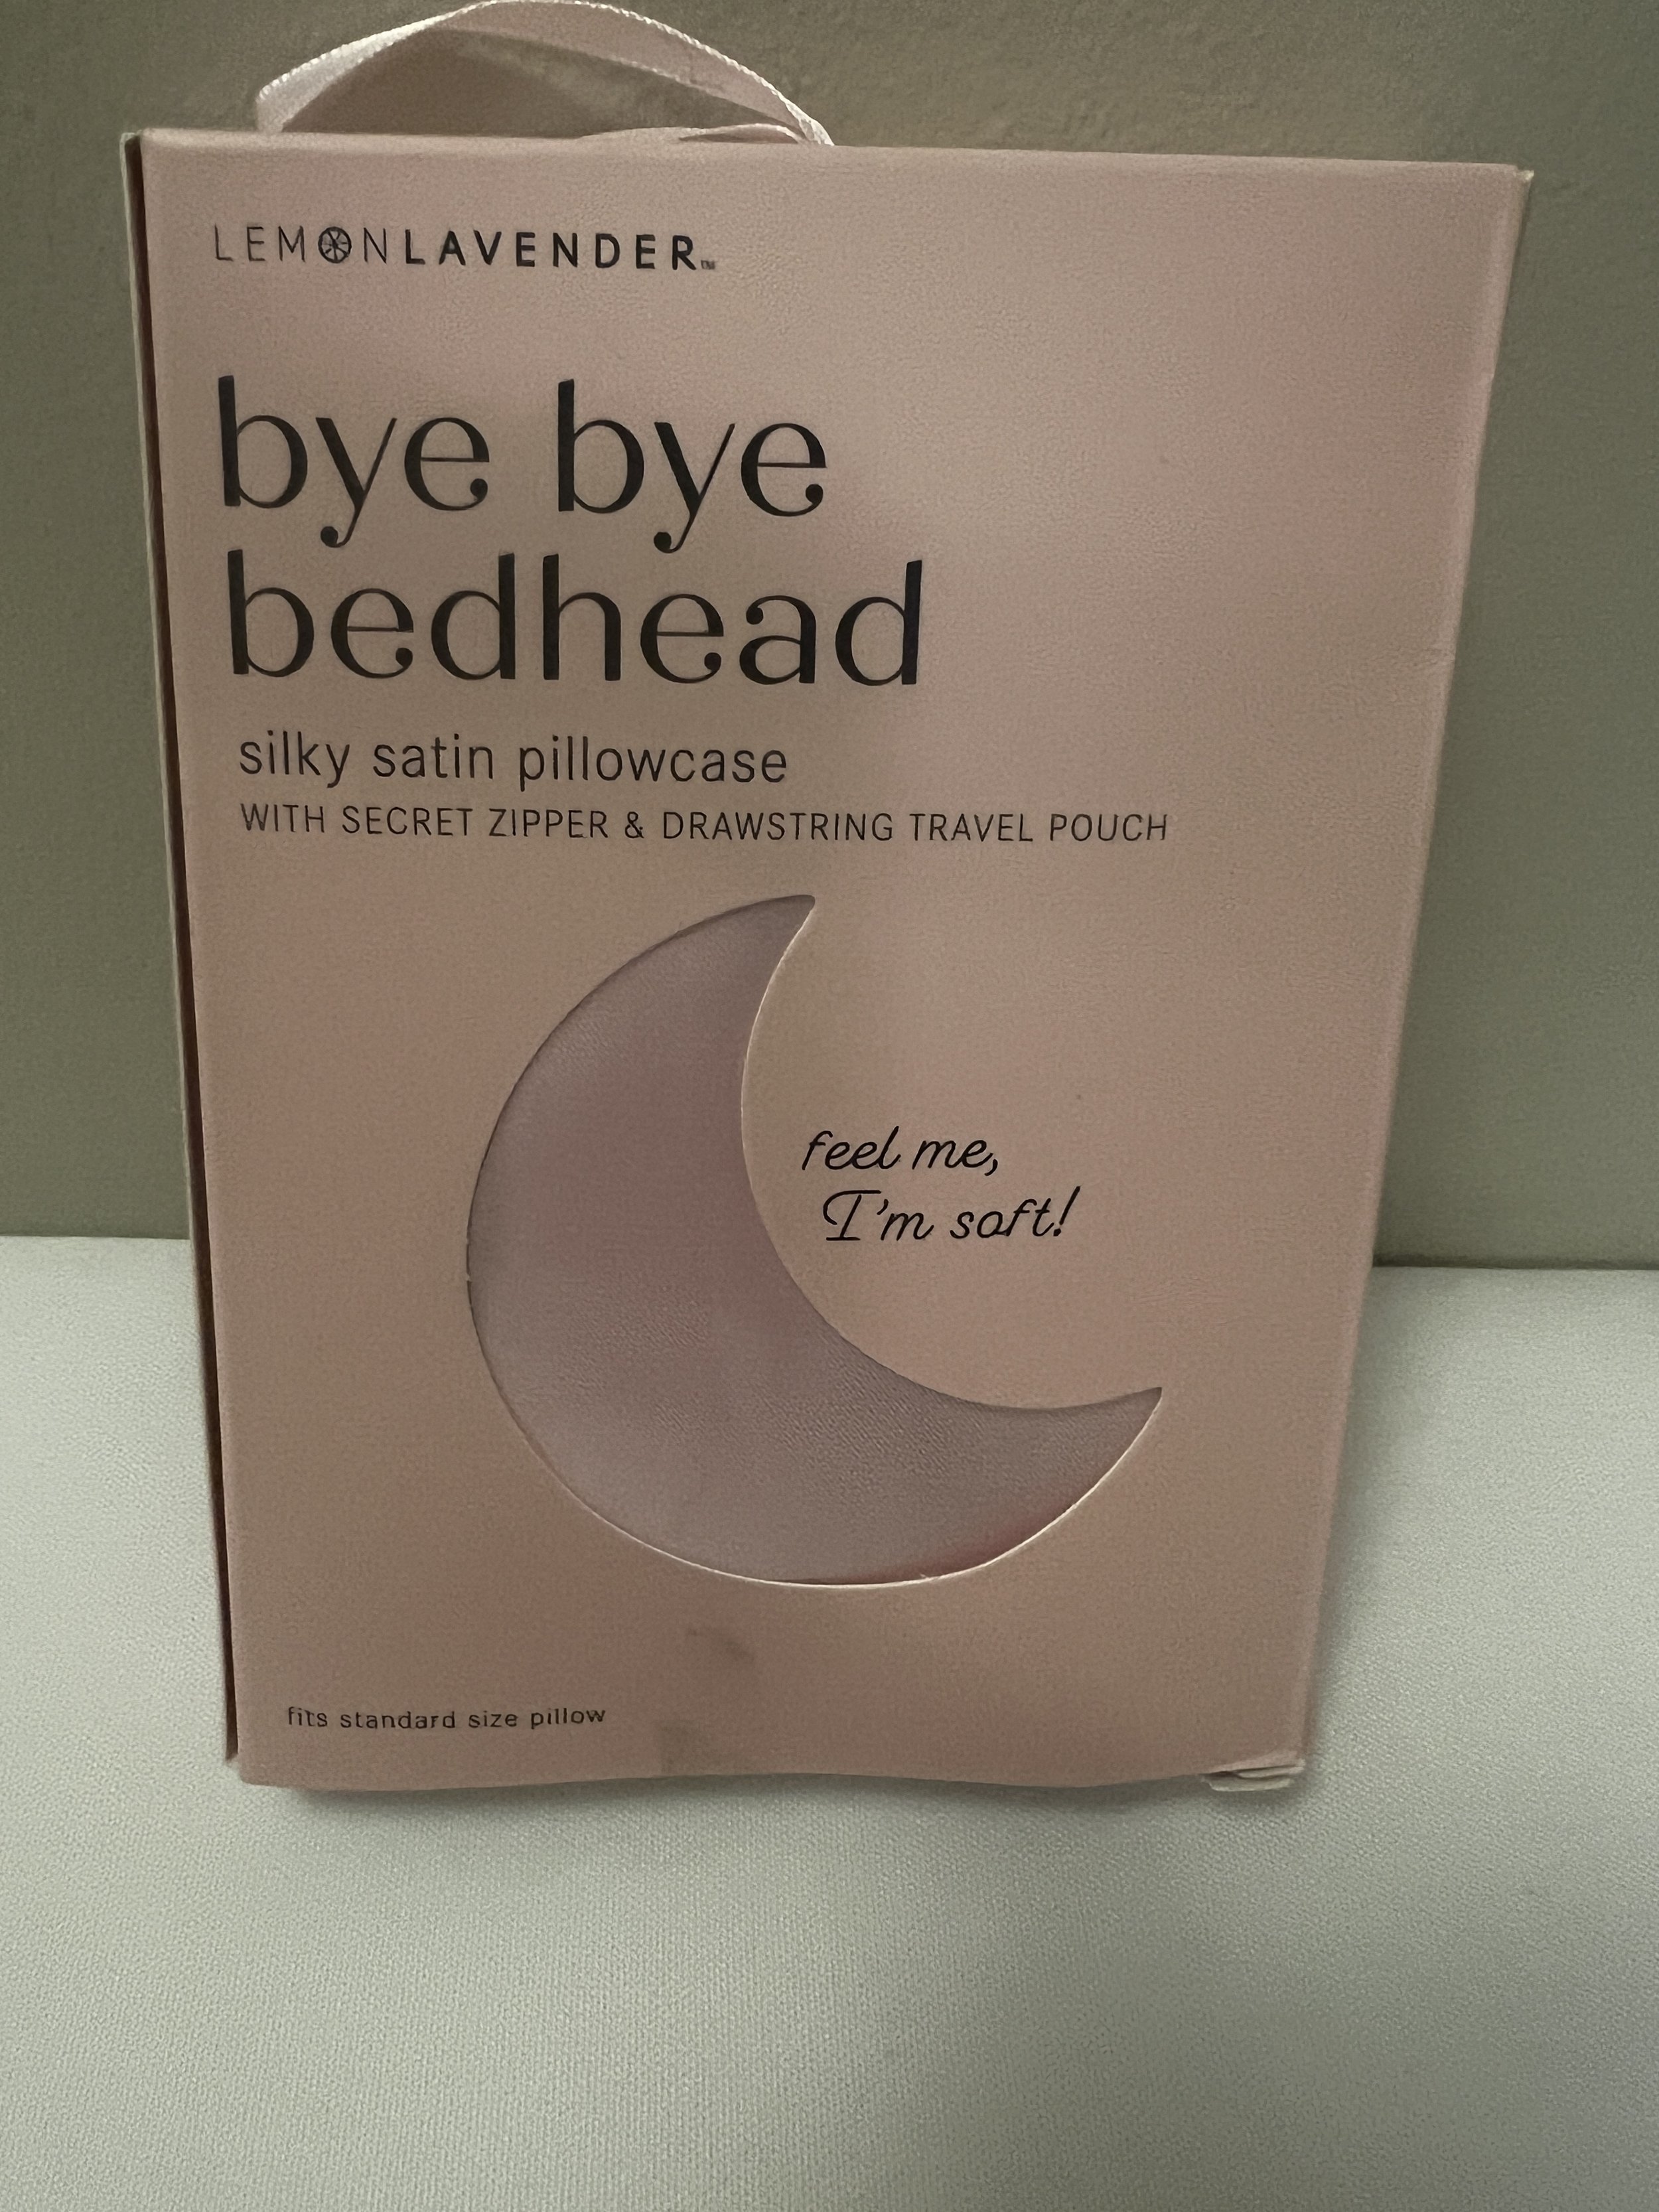 LEMONLAVENDER™
bye bye
bedhead
silky satin pillowcase
WITH SECRET ZIPPER & DRAWSTRING TRAVEL POUCH
feel me,
I'm soft!
fits standard size pillow